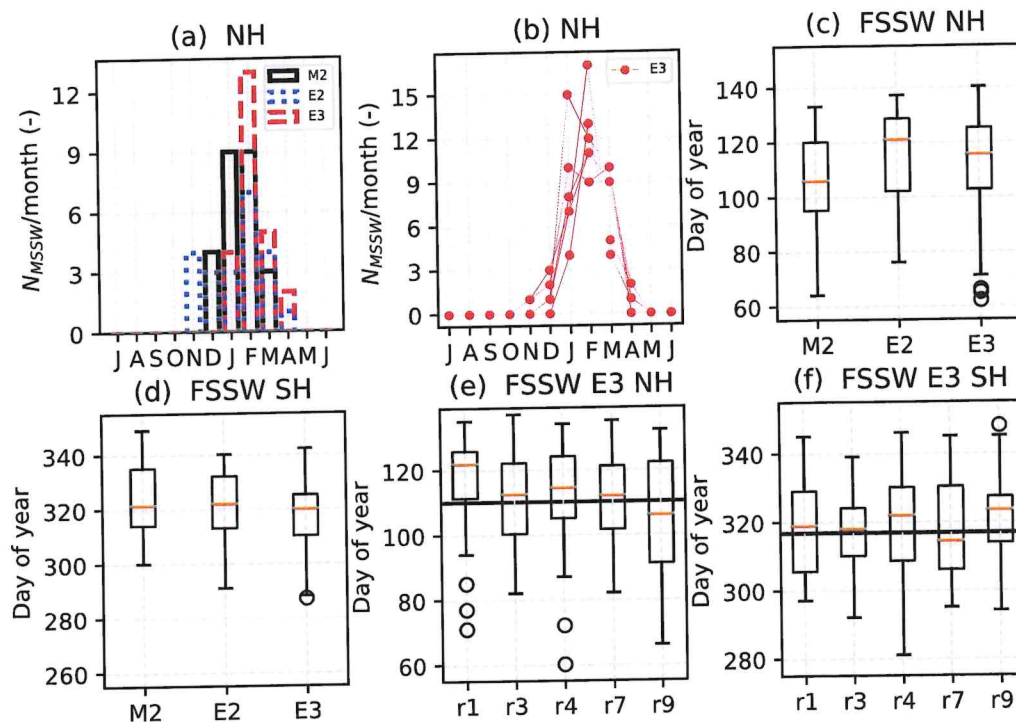 (a) NH
N_MSSW/month (-)
12
9
6
3
0
M2
E2
E3
J A S O N D J F M A M J
(b) NH
N_MSSW/month (-)
15
12
9
6
3
0
E3
J A S O N D J F M A M J
(c) FSSW NH
Day of year
140
120
100
80
60
M2 E2 E3
(d) FSSW SH
Day of year
340
320
300
280
260
M2 E2 E3
(e) FSSW E3 NH
Day of year
120
100
80
60
r1 r3 r4 r7 r9
(f) FSSW E3 SH
Day of year
340
320
300
280
r1 r3 r4 r7 r9